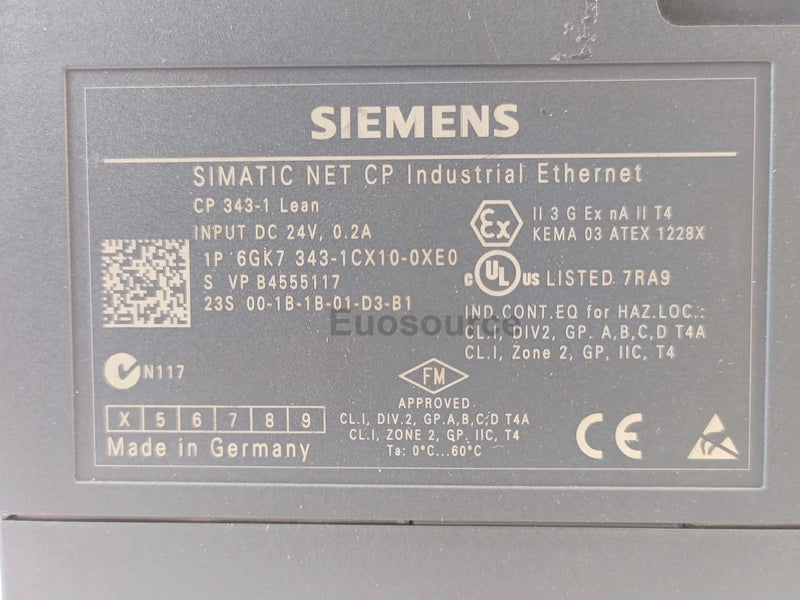 SIEMENS
SIMATIC NET CP Industrial Ethernet
CP 343-1 Lean
INPUT DC 24V, 0.2A
1P 6GK7 343-1CX10-0XE0
S VP B4555117
23S 00-1B-1B-01-D3-B1
Ex
II 3 G Ex nA II T4
KEMA 03 ATEX 1228X
c UL US LISTED 7RA9
IND.CONT.EQ for HAZ.LOC.:
CL.I, DIV2, GP. A,B,C,D T4A
CL.I, Zone 2, GP, IIC, T4
Euosource
N117
FM
APPROVED
CL.I, DIV.2, GP.A,B,C,D T4A
CL.I, ZONE 2, GP. IIC, T4
Ta: 0°C...60°C
X 5 6 7 8 9
Made in Germany
CE